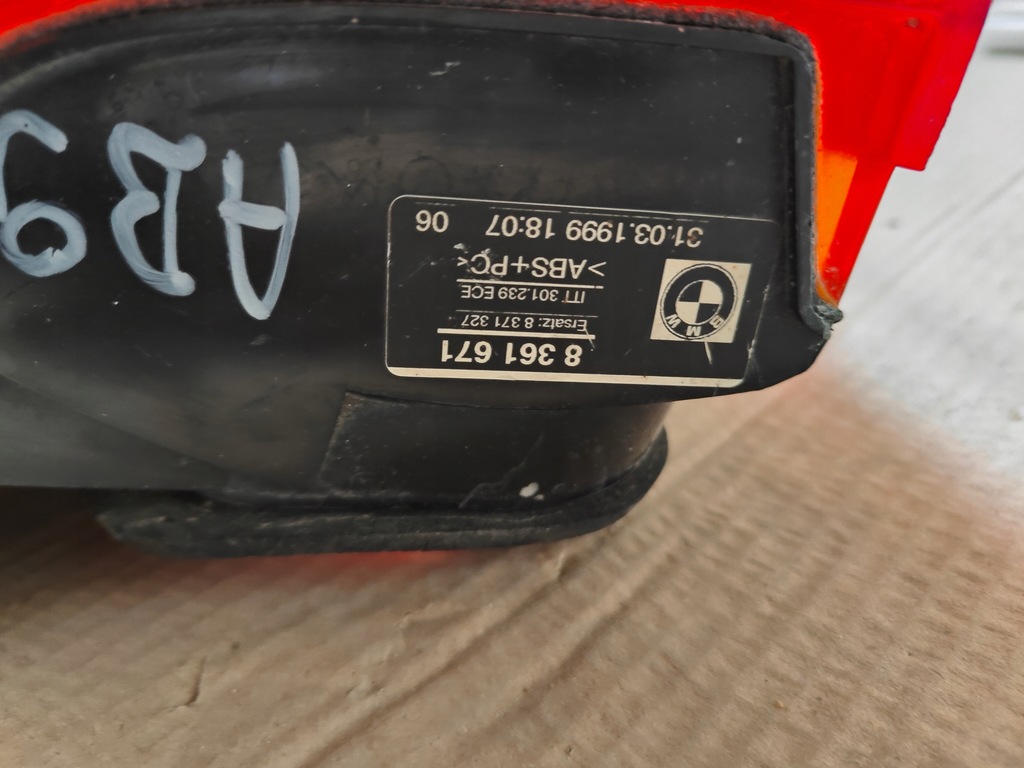 8 361 671
Ersatz: 8 371 327
ITT 301.239 ECE
>ABS+PC<
31.03.1999 18:07 06
BMW
AB9